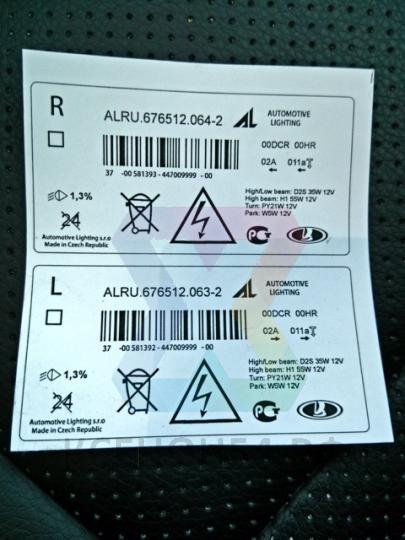 R
ALRU.676512.064-2
AL
AUTOMOTIVE
LIGHTING
00DCR 00HR
37 -00 581393 -447009999 -00
02A 011a
1,3%
24
High/Low beam: D2S 35W 12V
High beam: H1 55W 12V
Turn: PY21W 12V
Park: W5W 12V
Automotive Lighting s.r.o
Made in Czech Republic
L
ALRU.676512.063-2
AL
AUTOMOTIVE
LIGHTING
00DCR 00HR
37 -00 581392 -447009999 -00
02A 011a
1,3%
24
High/Low beam: D2S 35W 12V
High beam: H1 55W 12V
Turn: PY21W 12V
Park: W5W 12V
Automotive Lighting s.r.o
Made in Czech Republic